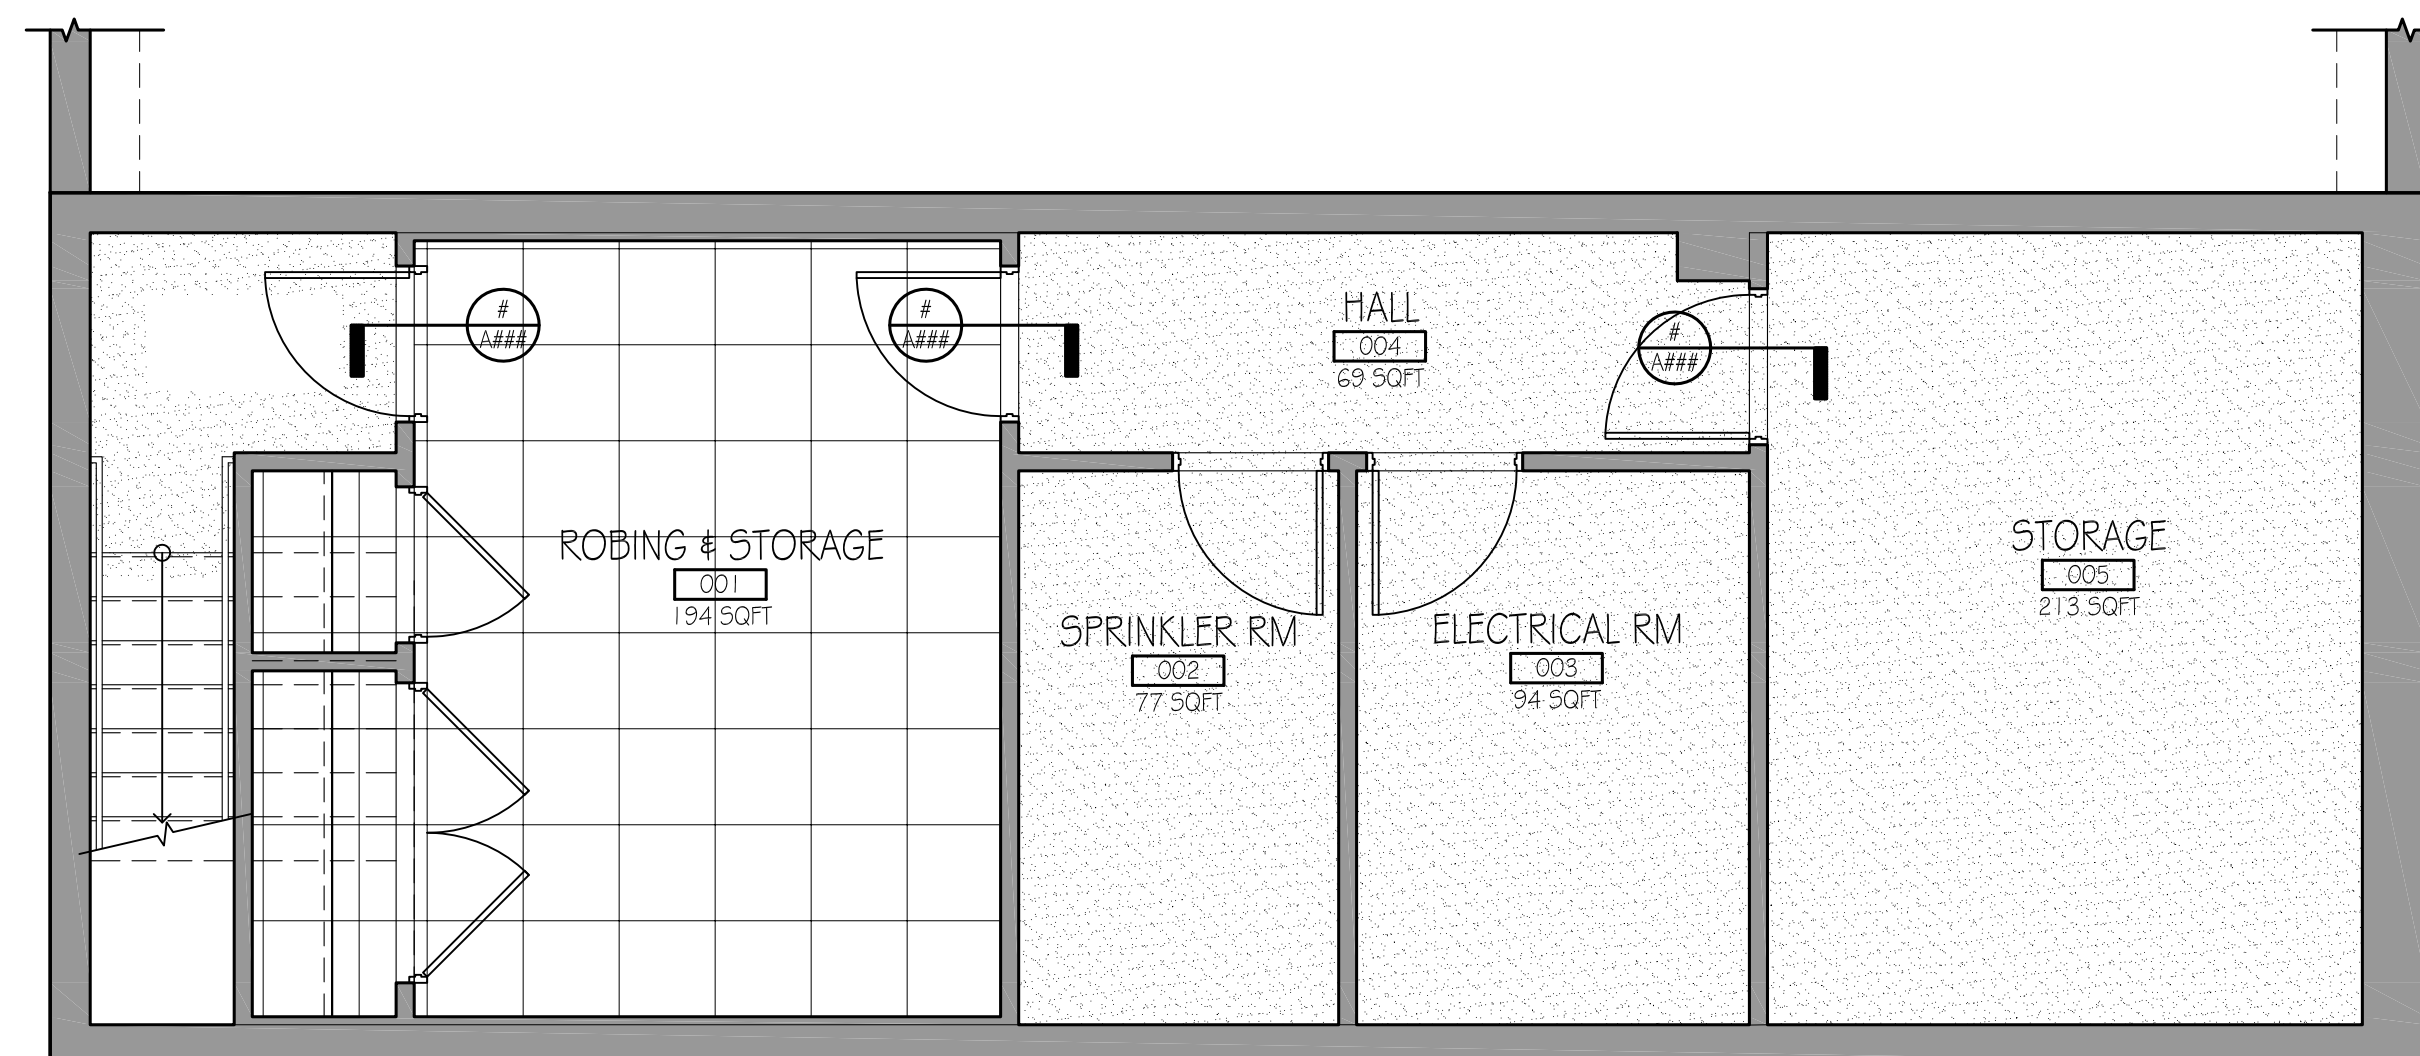 #
A###
#
A###
HALL
004
69 SQFT
#
A###
ROBING & STORAGE
001
194 SQFT
STORAGE
005
213 SQFT
SPRINKLER RM
002
77 SQFT
ELECTRICAL RM
003
94 SQFT